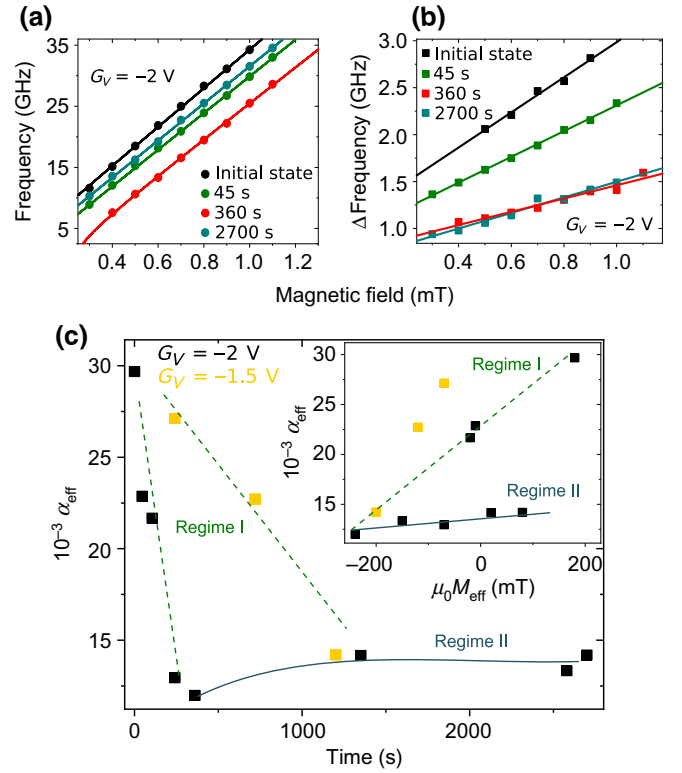 (a)
35
25
15
5
Frequency (GHz)
G_V = −2 V
Initial state
45 s
360 s
2700 s
0.4 0.6 0.8 1.0 1.2
(b)
3.0
2.5
2.0
1.5
1.0
Δ Frequency (GHz)
Initial state
45 s
360 s
2700 s
G_V = −2 V
0.4 0.6 0.8 1.0
Magnetic field (mT)
(c)
G_V = −2 V
G_V = −1.5 V
30
25
20
15
10⁻³ α_eff
Regime I
Regime II
0 1000 2000
Time (s)
30
25
20
15
10⁻³ α_eff
Regime I
Regime II
−200 0 200
μ₀M_eff (mT)